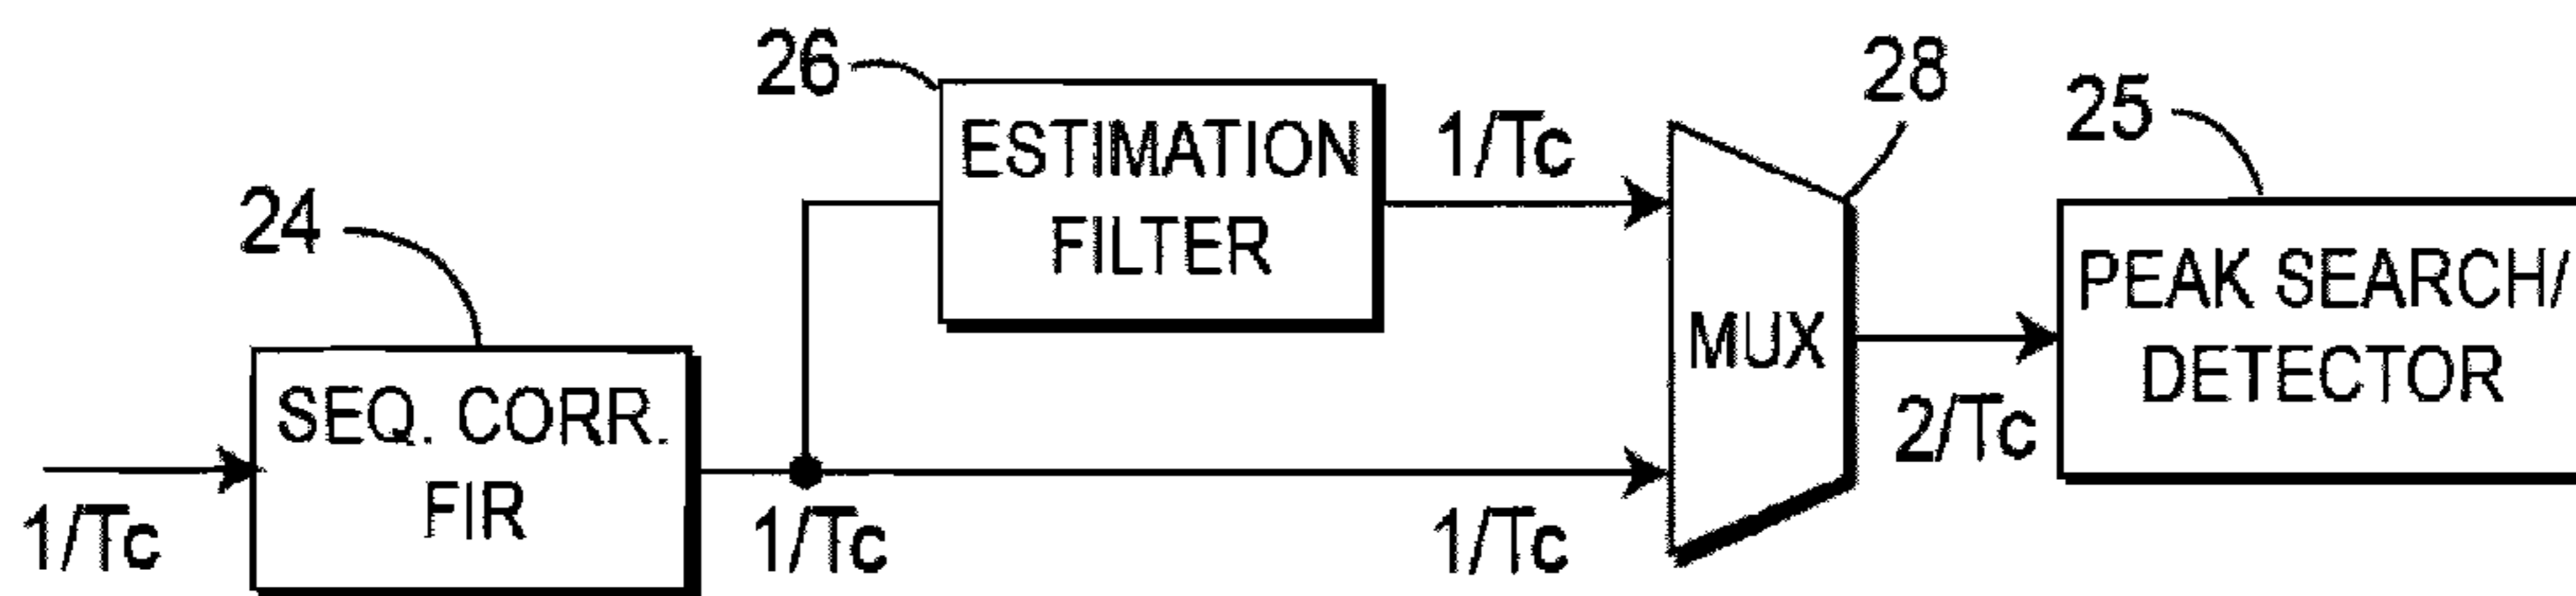 26
28
25
24
ESTIMATION
FILTER
1/Tc
MUX
PEAK SEARCH/
DETECTOR
2/Tc
SEQ. CORR.
FIR
1/Tc
1/Tc
1/Tc